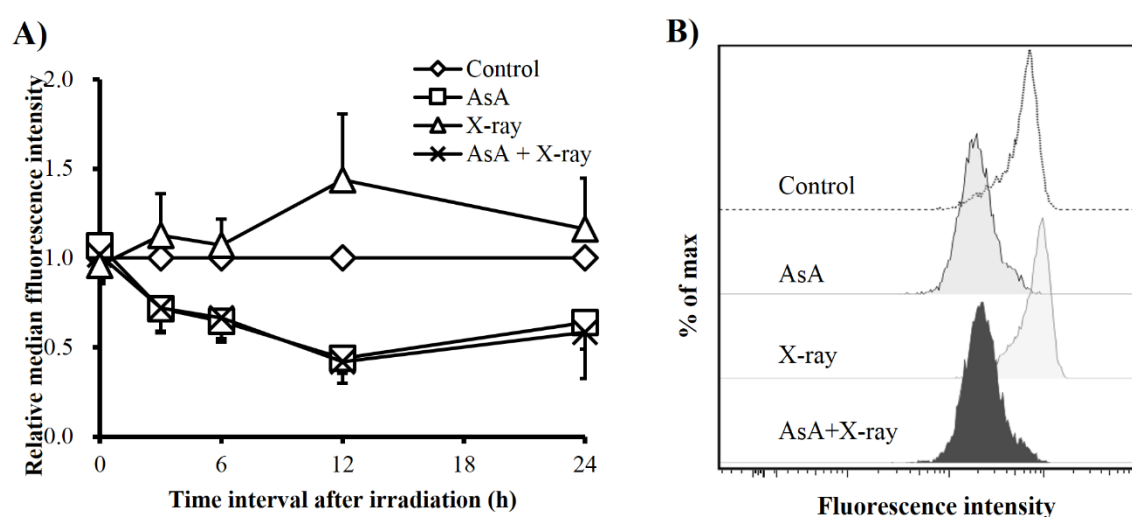 A)
Relative median ffluorescence intensity
2.0
1.5
1.0
0.5
0.0
0
6
12
18
24
Time interval after irradiation (h)
Control
AsA
X-ray
AsA + X-ray
B)
% of max
Control
AsA
X-ray
AsA+X-ray
Fluorescence intensity